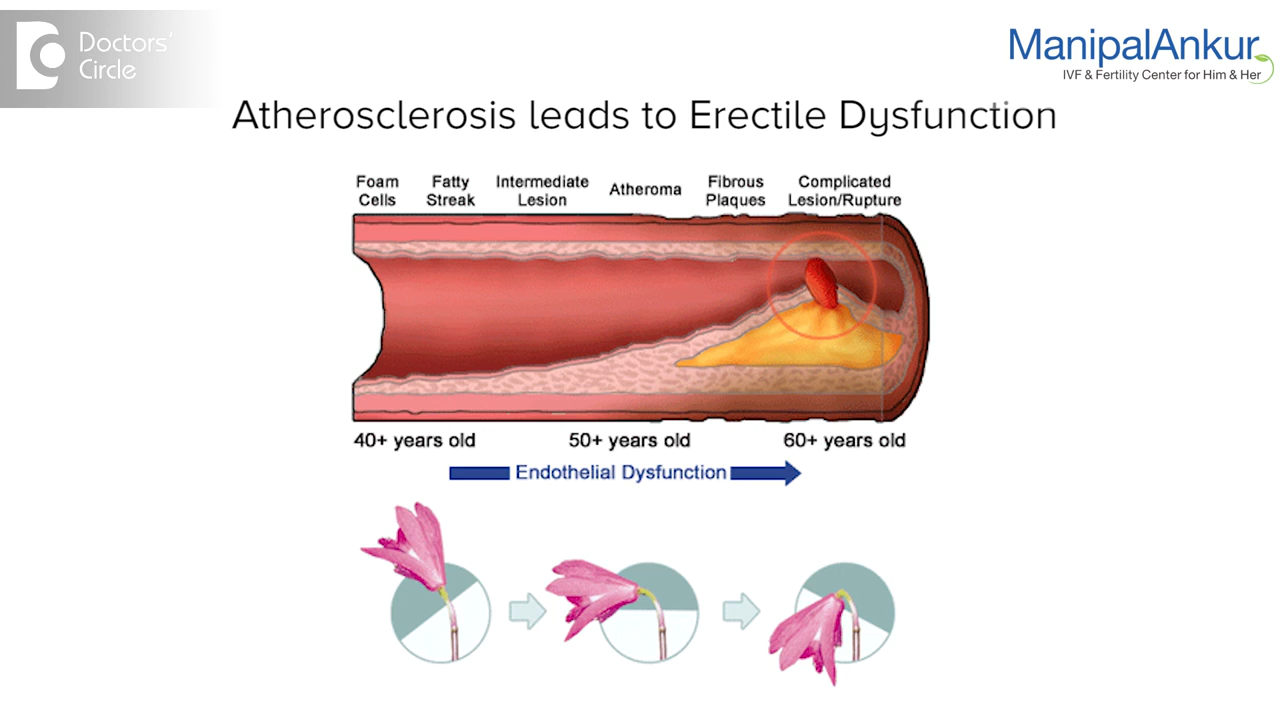 Doctors'
Circle
ManipalAnkur
IVF & Fertility Center for Him & Her
Atherosclerosis leads to Erectile Dysfunction
Foam
Cells
Fatty
Streak
Intermediate
Lesion
Atheroma
Fibrous
Plaques
Complicated
Lesion/Rupture
40+ years old
50+ years old
60+ years old
Endothelial Dysfunction